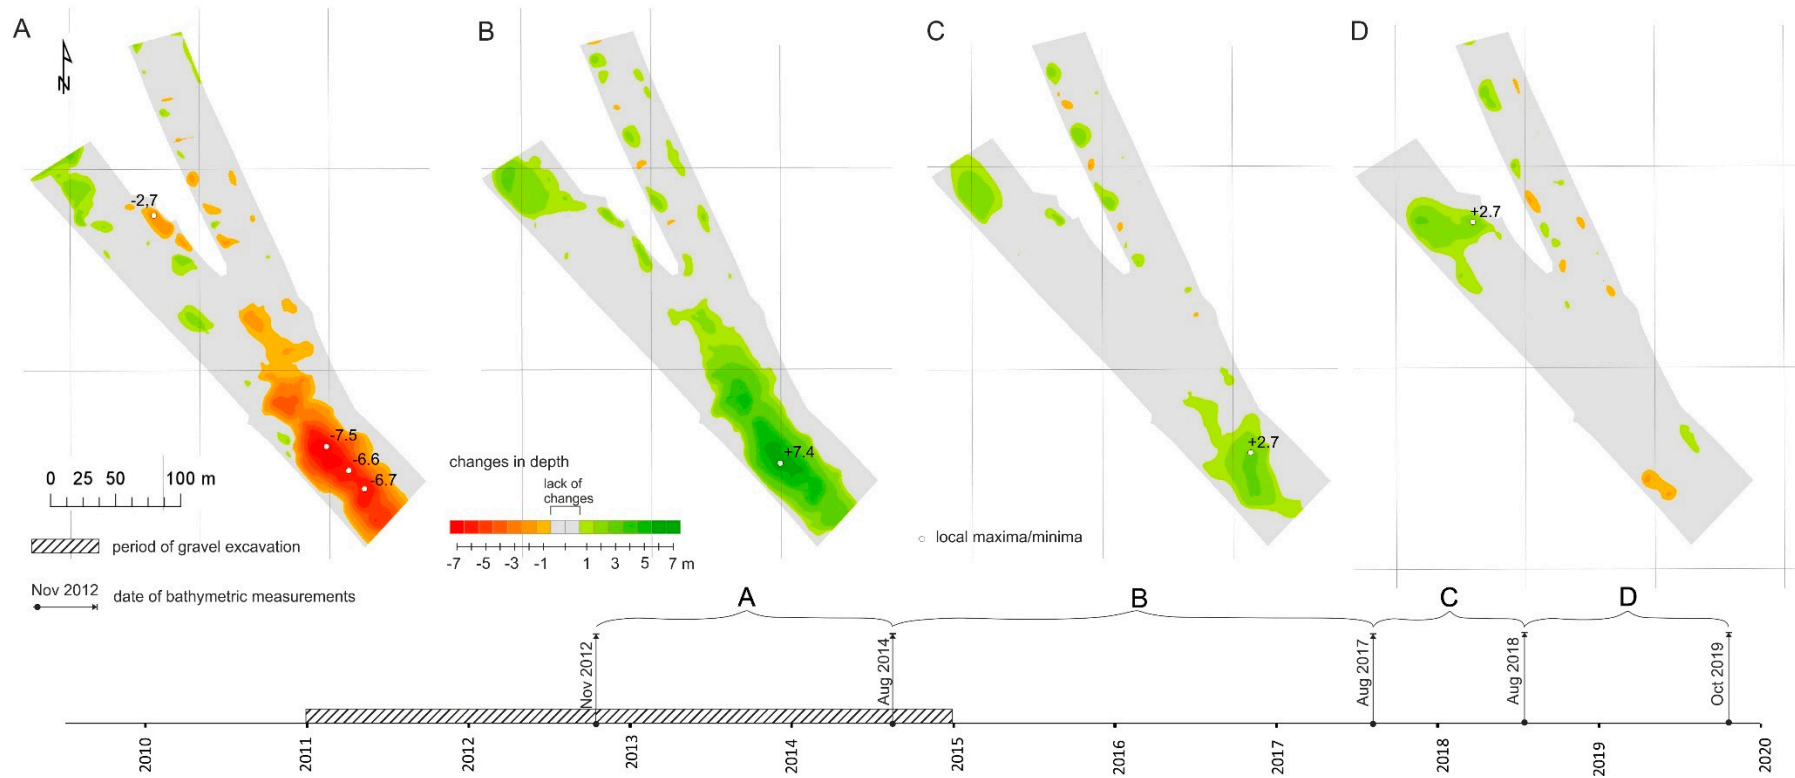 A
B
C
D
N
-2.7
+2.7
-7.5
-6.6
-6.7
+7.4
+2.7
0 25 50 100 m
changes in depth
lack of
changes
-7 -5 -3 -1 1 3 5 7 m
local maxima/minima
period of gravel excavation
Nov 2012
date of bathymetric measurements
A
B
C
D
Nov 2012
Aug 2014
Aug 2017
Aug 2018
Oct 2019
2010
2011
2012
2013
2014
2015
2016
2017
2018
2019
2020